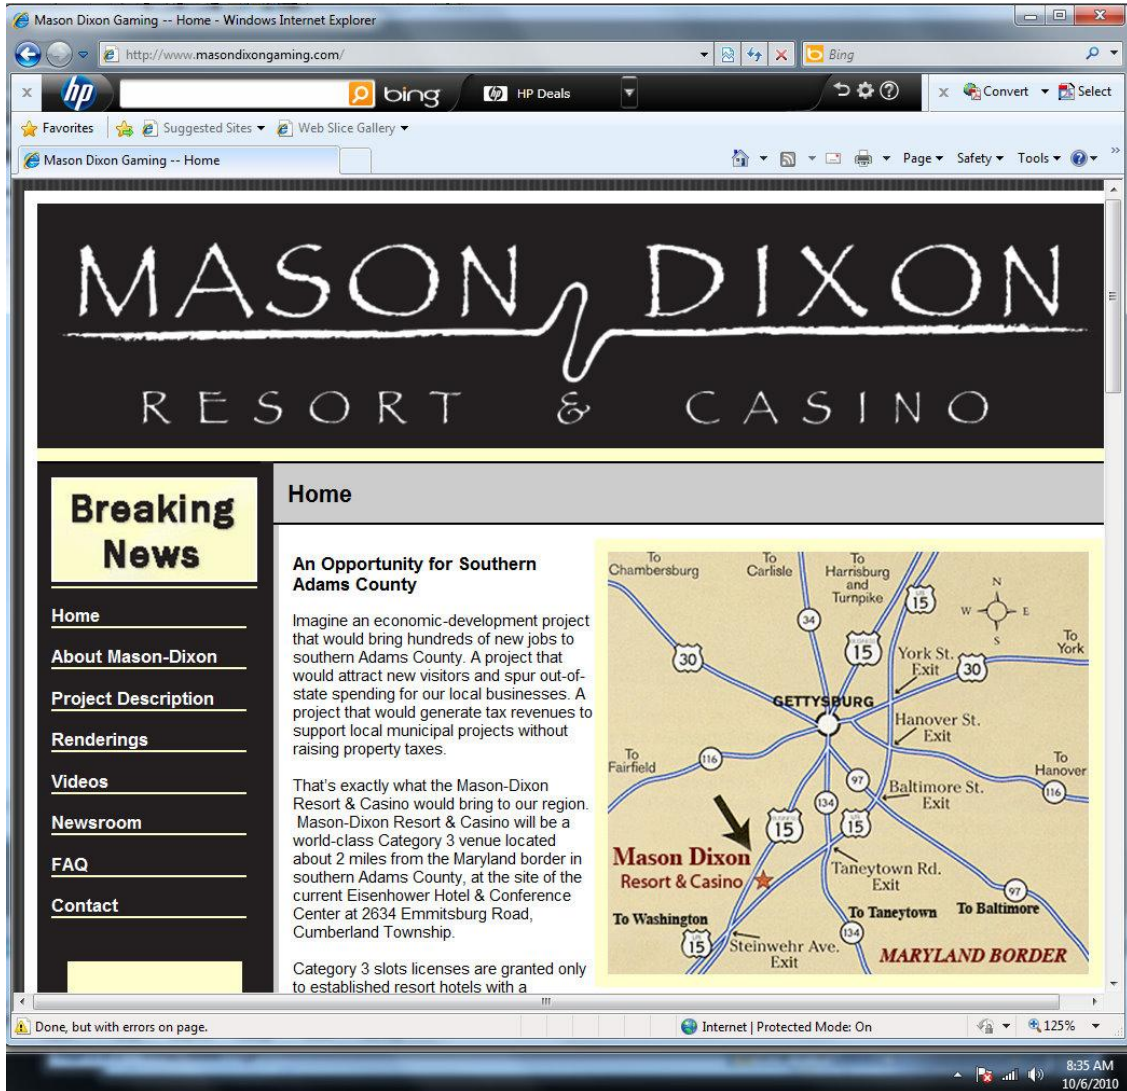 Mason Dixon Gaming -- Home - Windows Internet Explorer
http://www.masondixongaming.com/
Bing
hp
bing
HP Deals
Convert
Select
Favorites
Suggested Sites
Web Slice Gallery
Mason Dixon Gaming -- Home
Page
Safety
Tools
MASON DIXON
RESORT & CASINO
Breaking
News
Home
About Mason-Dixon
Project Description
Renderings
Videos
Newsroom
FAQ
Contact
Home
An Opportunity for Southern
Adams County
Imagine an economic-development project
that would bring hundreds of new jobs to
southern Adams County. A project that
would attract new visitors and spur out-of-
state spending for our local businesses. A
project that would generate tax revenues to
support local municipal projects without
raising property taxes.
That's exactly what the Mason-Dixon
Resort & Casino would bring to our region.
Mason-Dixon Resort & Casino will be a
world-class Category 3 venue located
about 2 miles from the Maryland border in
southern Adams County, at the site of the
current Eisenhower Hotel & Conference
Center at 2634 Emmitsburg Road,
Cumberland Township.
Category 3 slots licenses are granted only
to established resort hotels with a
To
Chambersburg
To
Carlisle
To
Harrisburg
and
Turnpike
US
15
N
W E
S
34
BUSINESS
15
30
York St.
Exit
30
To
York
GETTYSBURG
Hanover St.
Exit
To
Fairfield
116
97
To
Hanover
116
Baltimore St.
Exit
134
BUSINESS
15
US
15
Mason Dixon
Resort & Casino
Taneytown Rd.
Exit
97
To Washington
To Taneytown
To Baltimore
134
US
15
Steinwehr Ave.
Exit
MARYLAND BORDER
Done, but with errors on page.
Internet | Protected Mode: On
125%
8:35 AM
10/6/2010